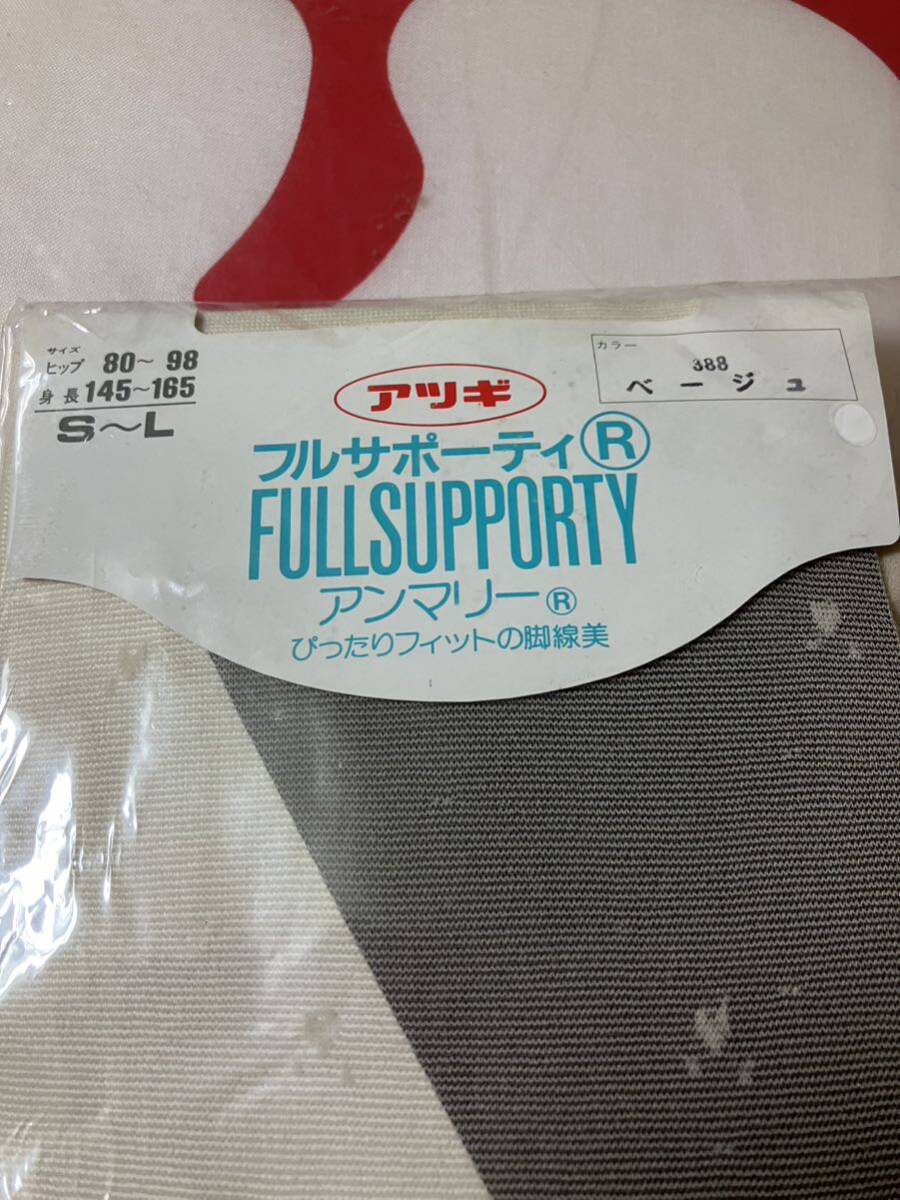 サイズ
ヒップ 80～98
身長 145～165
S～L
アツギ
フルサポーティ®
FULLSUPPORTY
アンマリー®
ぴったりフィットの脚線美
カラー
388
ベージュ